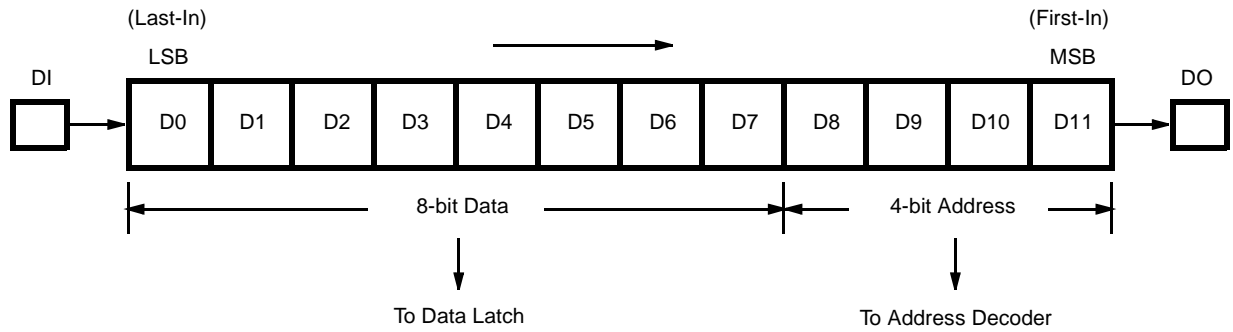 (Last-In) (First-In)
LSB MSB
DI DO
D0 D1 D2 D3 D4 D5 D6 D7 D8 D9 D10 D11
8-bit Data 4-bit Address
To Data Latch To Address Decoder